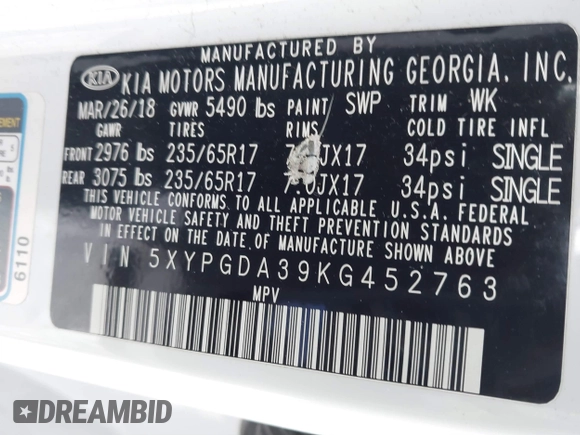 MANUFACTURED BY
KIA KIA MOTORS MANUFACTURING GEORGIA, INC.
MAR/26/18 GVWR 5490 lbs PAINT SWP TRIM WK
GAWR TIRES RIMS COLD TIRE INFL
FRONT 2976 lbs 235/65R17 JX17 34psi SINGLE
REAR 3075 lbs 235/65R17 JX17 34psi SINGLE
THIS VEHICLE CONFORMS TO ALL APPLICABLE U.S.A. FEDERAL
MOTOR VEHICLE SAFETY AND THEFT PREVENTION STANDARDS
IN EFFECT ON THE DATE OF MANUFACTURE SHOWN ABOVE.
VIN 5XYPGDA39KG452763
MPV
6110
DREAMBID